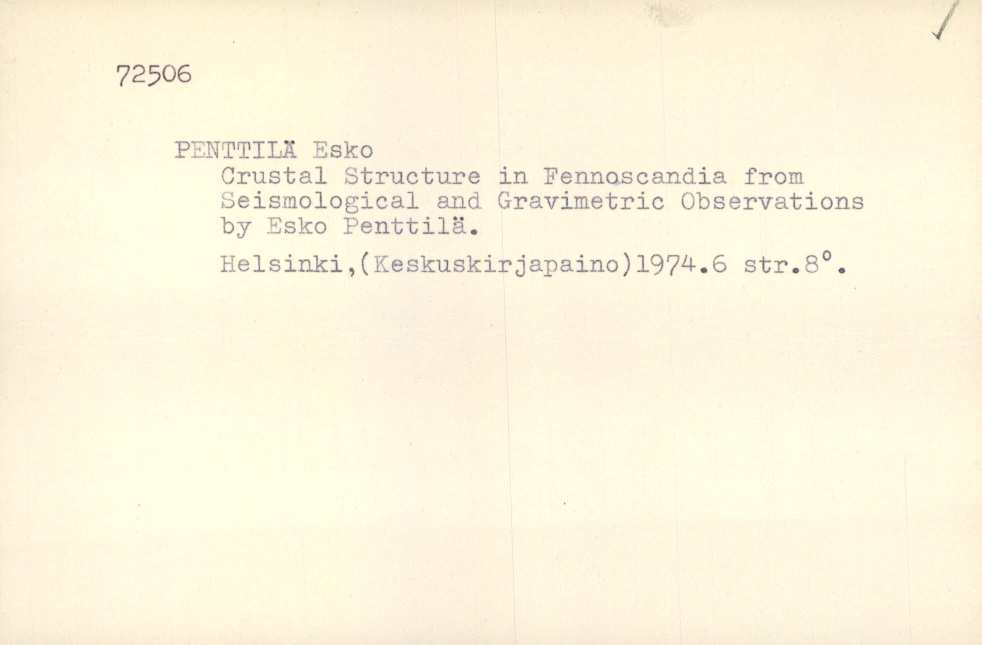 72506
PENTTILÄ Esko
Crustal Structure in Fennoscandia from
Seismological and Gravimetric Observations
by Esko Penttilä.
Helsinki,(Keskuskirjapaino)1974.6 str.8°.